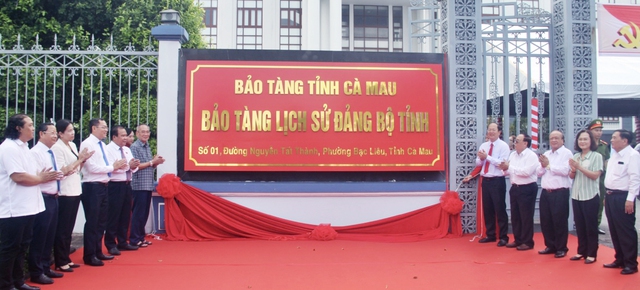 BẢO TÀNG TỈNH CÀ MAU
BẢO TÀNG LỊCH SỬ ĐẢNG BỘ TỈNH
Số 01, Đường Nguyễn Tất Thành, Phường Bạc Liêu, Tỉnh Cà Mau